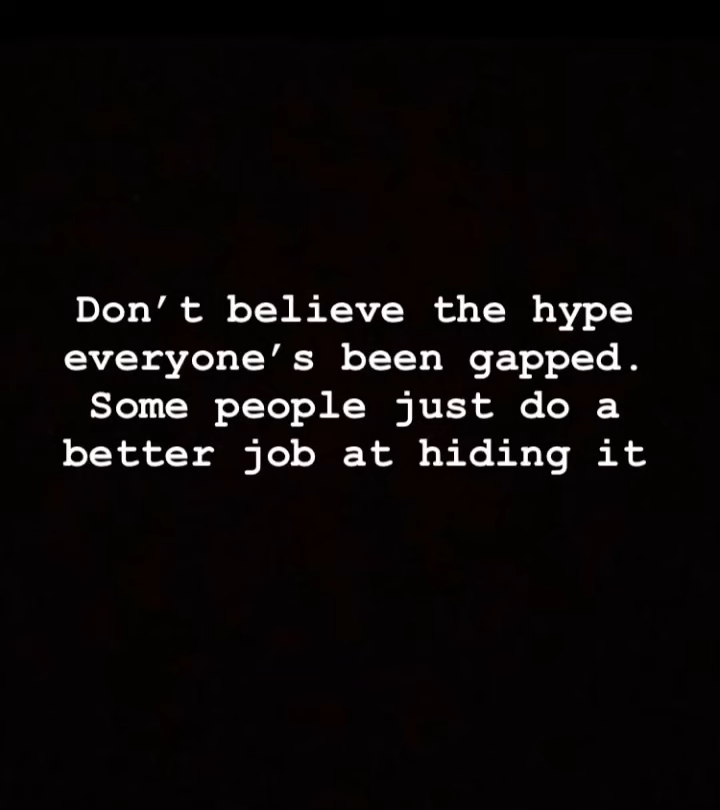 Don’t believe the hype
everyone’s been gapped.
Some people just do a
better job at hiding it